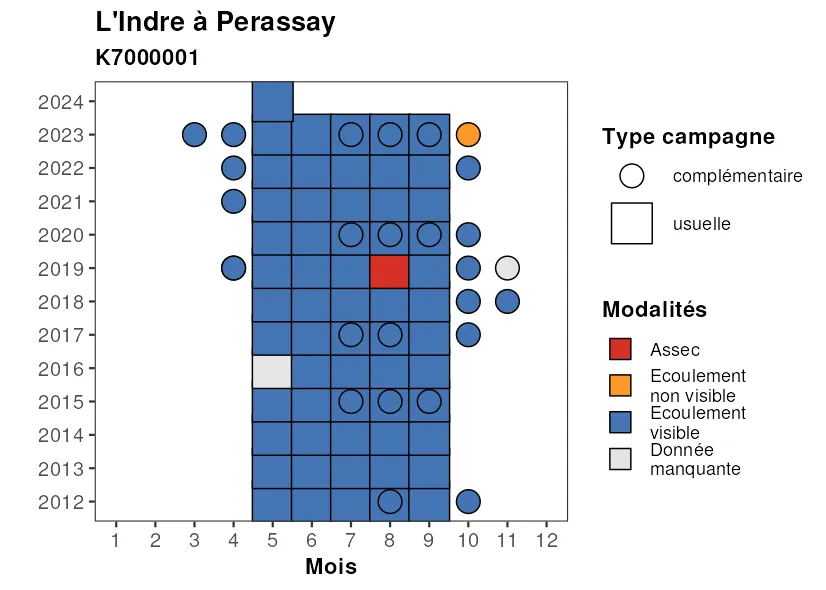 L'Indre à Perassay
K7000001
2024
2023
2022
2021
2020
2019
2018
2017
2016
2015
2014
2013
2012
1 2 3 4 5 6 7 8 9 10 11 12
Mois
Type campagne
complémentaire
usuelle
Modalités
Assec
Ecoulement
non visible
Ecoulement
visible
Donnée
manquante